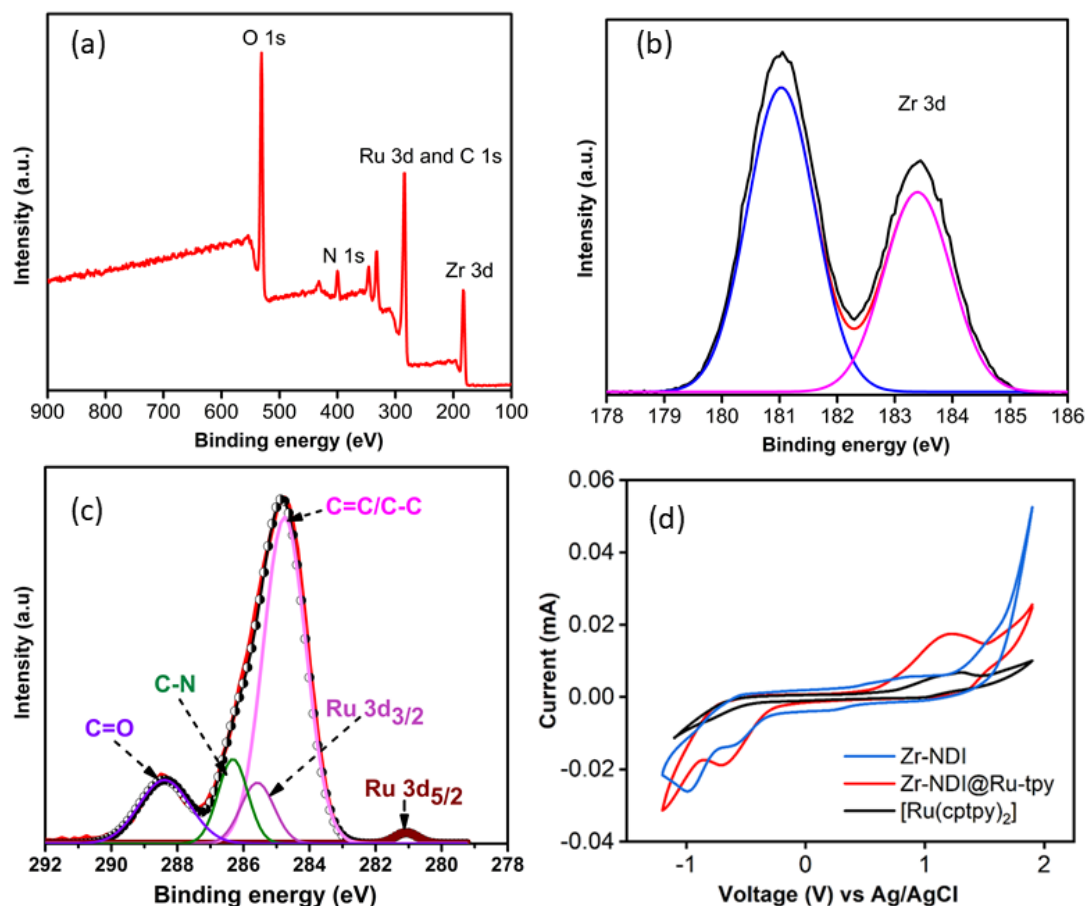 (a)
O 1s
Ru 3d and C 1s
N 1s
Zr 3d
Intensity (a.u.)
900 800 700 600 500 400 300 200 100
Binding energy (eV)
(b)
Zr 3d
Intensity (a.u.)
178 179 180 181 182 183 184 185 186
Binding energy (eV)
(c)
C=C/C-C
C-N
Ru 3d3/2
C=O
Ru 3d5/2
Intensity (a.u)
292 290 288 286 284 282 280 278
Binding energy (eV)
(d)
0.06
0.04
0.02
0.00
-0.02
-0.04
Current (mA)
Zr-NDI
Zr-NDI@Ru-tpy
[Ru(cptpy)2]
-1 0 1 2
Voltage (V) vs Ag/AgCl